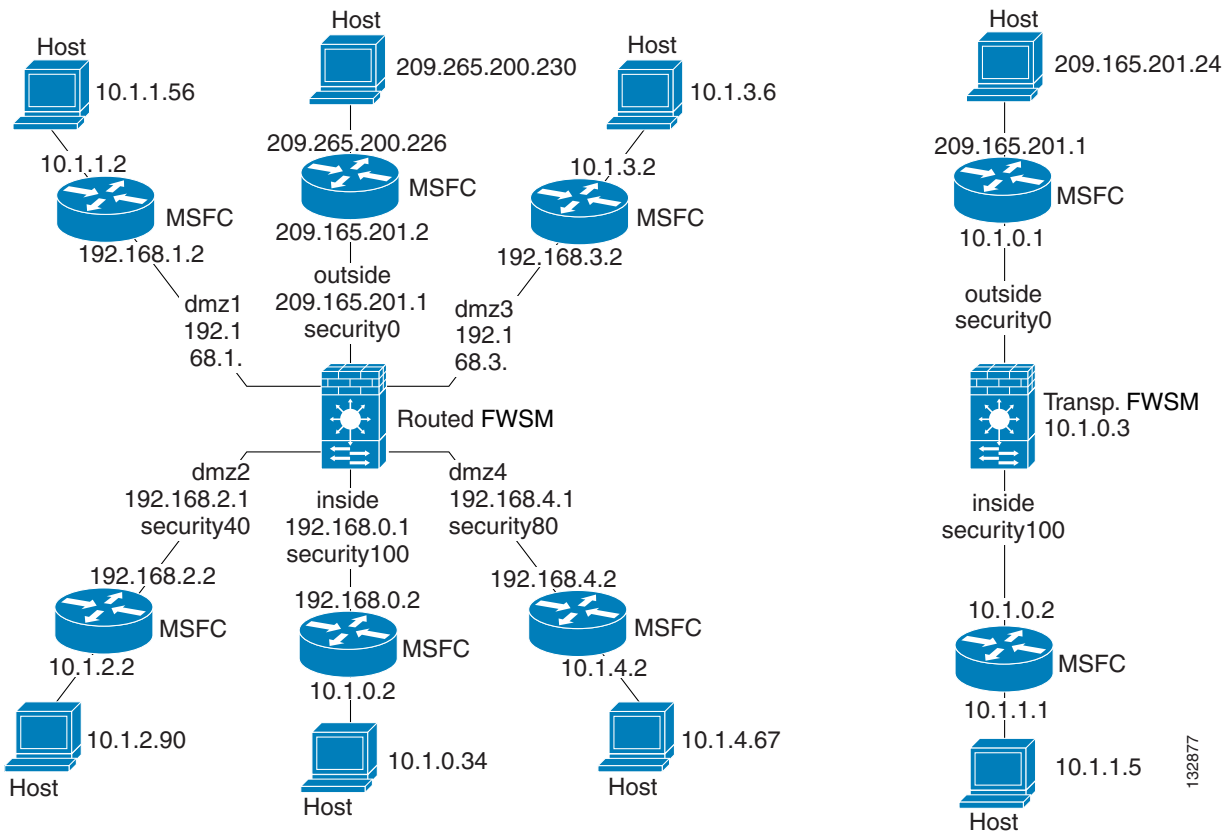 Host
10.1.1.56
10.1.1.2
MSFC
192.168.1.2
dmz1
192.1
68.1.
Host
209.265.200.230
209.265.200.226
MSFC
209.165.201.2
outside
209.165.201.1
security0
Host
10.1.3.6
10.1.3.2
MSFC
192.168.3.2
dmz3
192.1
68.3.
Routed FWSM
dmz2
192.168.2.1
security40
192.168.2.2
MSFC
10.1.2.2
10.1.2.90
Host
inside
192.168.0.1
security100
192.168.0.2
MSFC
10.1.0.2
10.1.0.34
Host
dmz4
192.168.4.1
security80
192.168.4.2
MSFC
10.1.4.2
10.1.4.67
Host
Host
209.165.201.24
209.165.201.1
MSFC
10.1.0.1
outside
security0
Transp. FWSM
10.1.0.3
inside
security100
10.1.0.2
MSFC
10.1.1.1
10.1.1.5
Host
132877